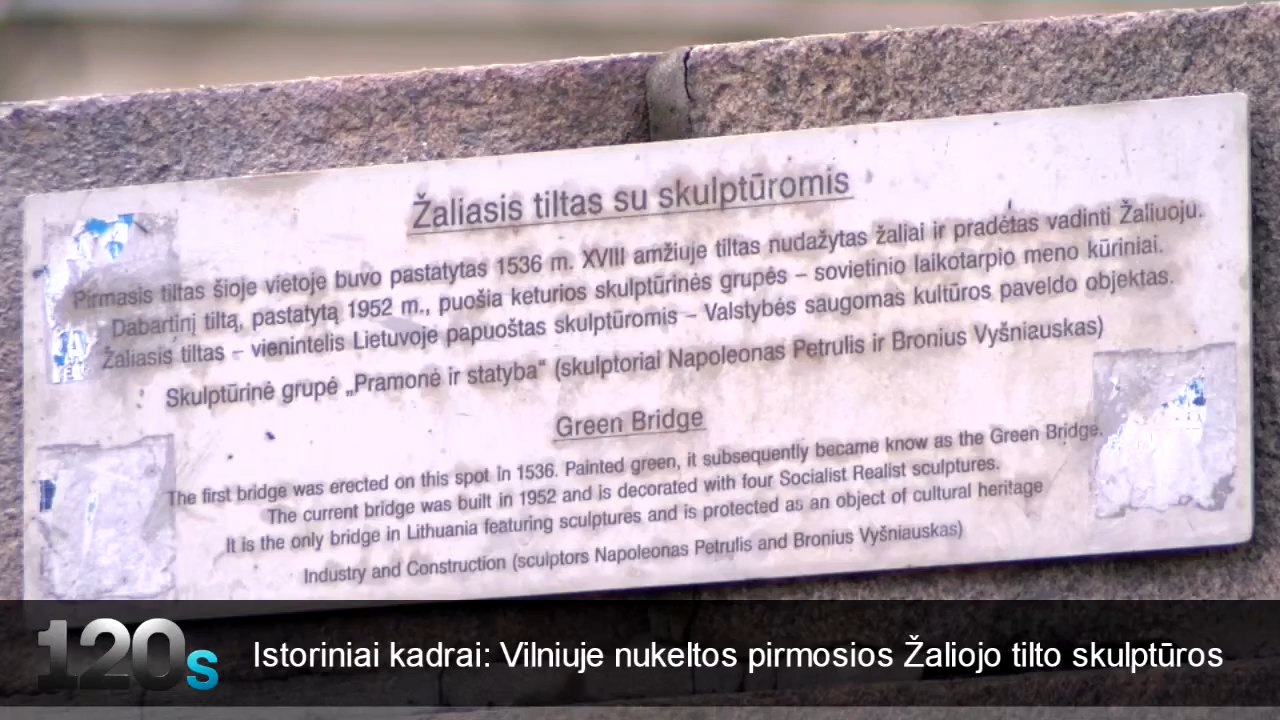 Žaliasis tiltas su skulptūromis
Pirmasis tiltas šioje vietoje buvo pastatytas 1536 m. XVIII amžiuje tiltas nudažytas žaliai ir pradėtas vadinti Žaliuoju.
Dabartinį tiltą, pastatytą 1952 m., puošia keturios skulptūrinės grupės – sovietinio laikotarpio meno kūriniai.
Žaliasis tiltas – vienintelis Lietuvoje papuoštas skulptūromis – Valstybės saugomas kultūros paveldo objektas.
Skulptūrinė grupė „Pramonė ir statyba“ (skulptoriai Napoleonas Petrulis ir Bronius Vyšniauskas)
Green Bridge
The first bridge was erected on this spot in 1536. Painted green, it subsequently became know as the Green Bridge.
The current bridge was built in 1952 and is decorated with four Socialist Realist sculptures.
It is the only bridge in Lithuania featuring sculptures and is protected as an object of cultural heritage
Industry and Construction (sculptors Napoleonas Petrulis and Bronius Vyšniauskas)
120s
Istoriniai kadrai: Vilniuje nukeltos pirmosios Žaliojo tilto skulptūros